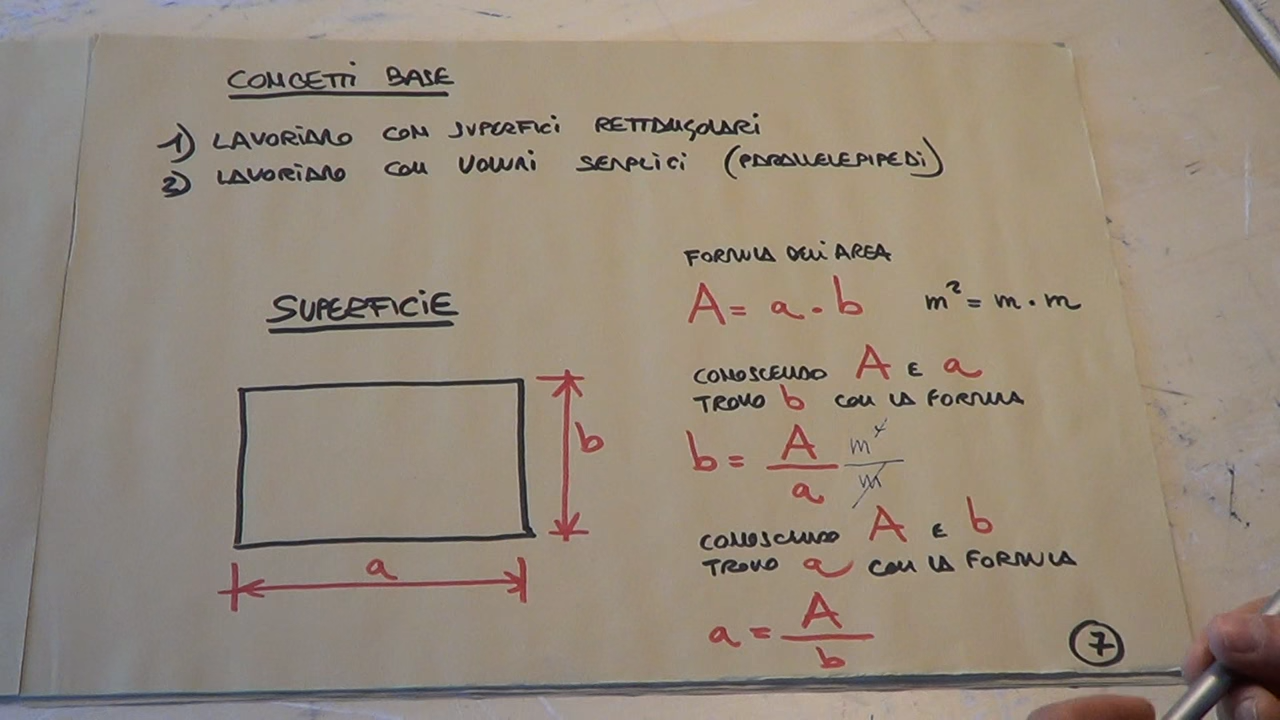 CONCETTI BASE
1) LAVORIAMO CON SUPERFICI RETTANGOLARI
2) LAVORIAMO CON VOLUMI SEMPLICI (PARALLELEPIPEDI)
SUPERFICIE
b
a
FORMULA DELL'AREA
A = a · b m² = m · m
CONOSCENDO A E a
TROVO b CON LA FORMULA
b = A/a m²/m
CONOSCENDO A E b
TROVO a CON LA FORMULA
a = A/b
7